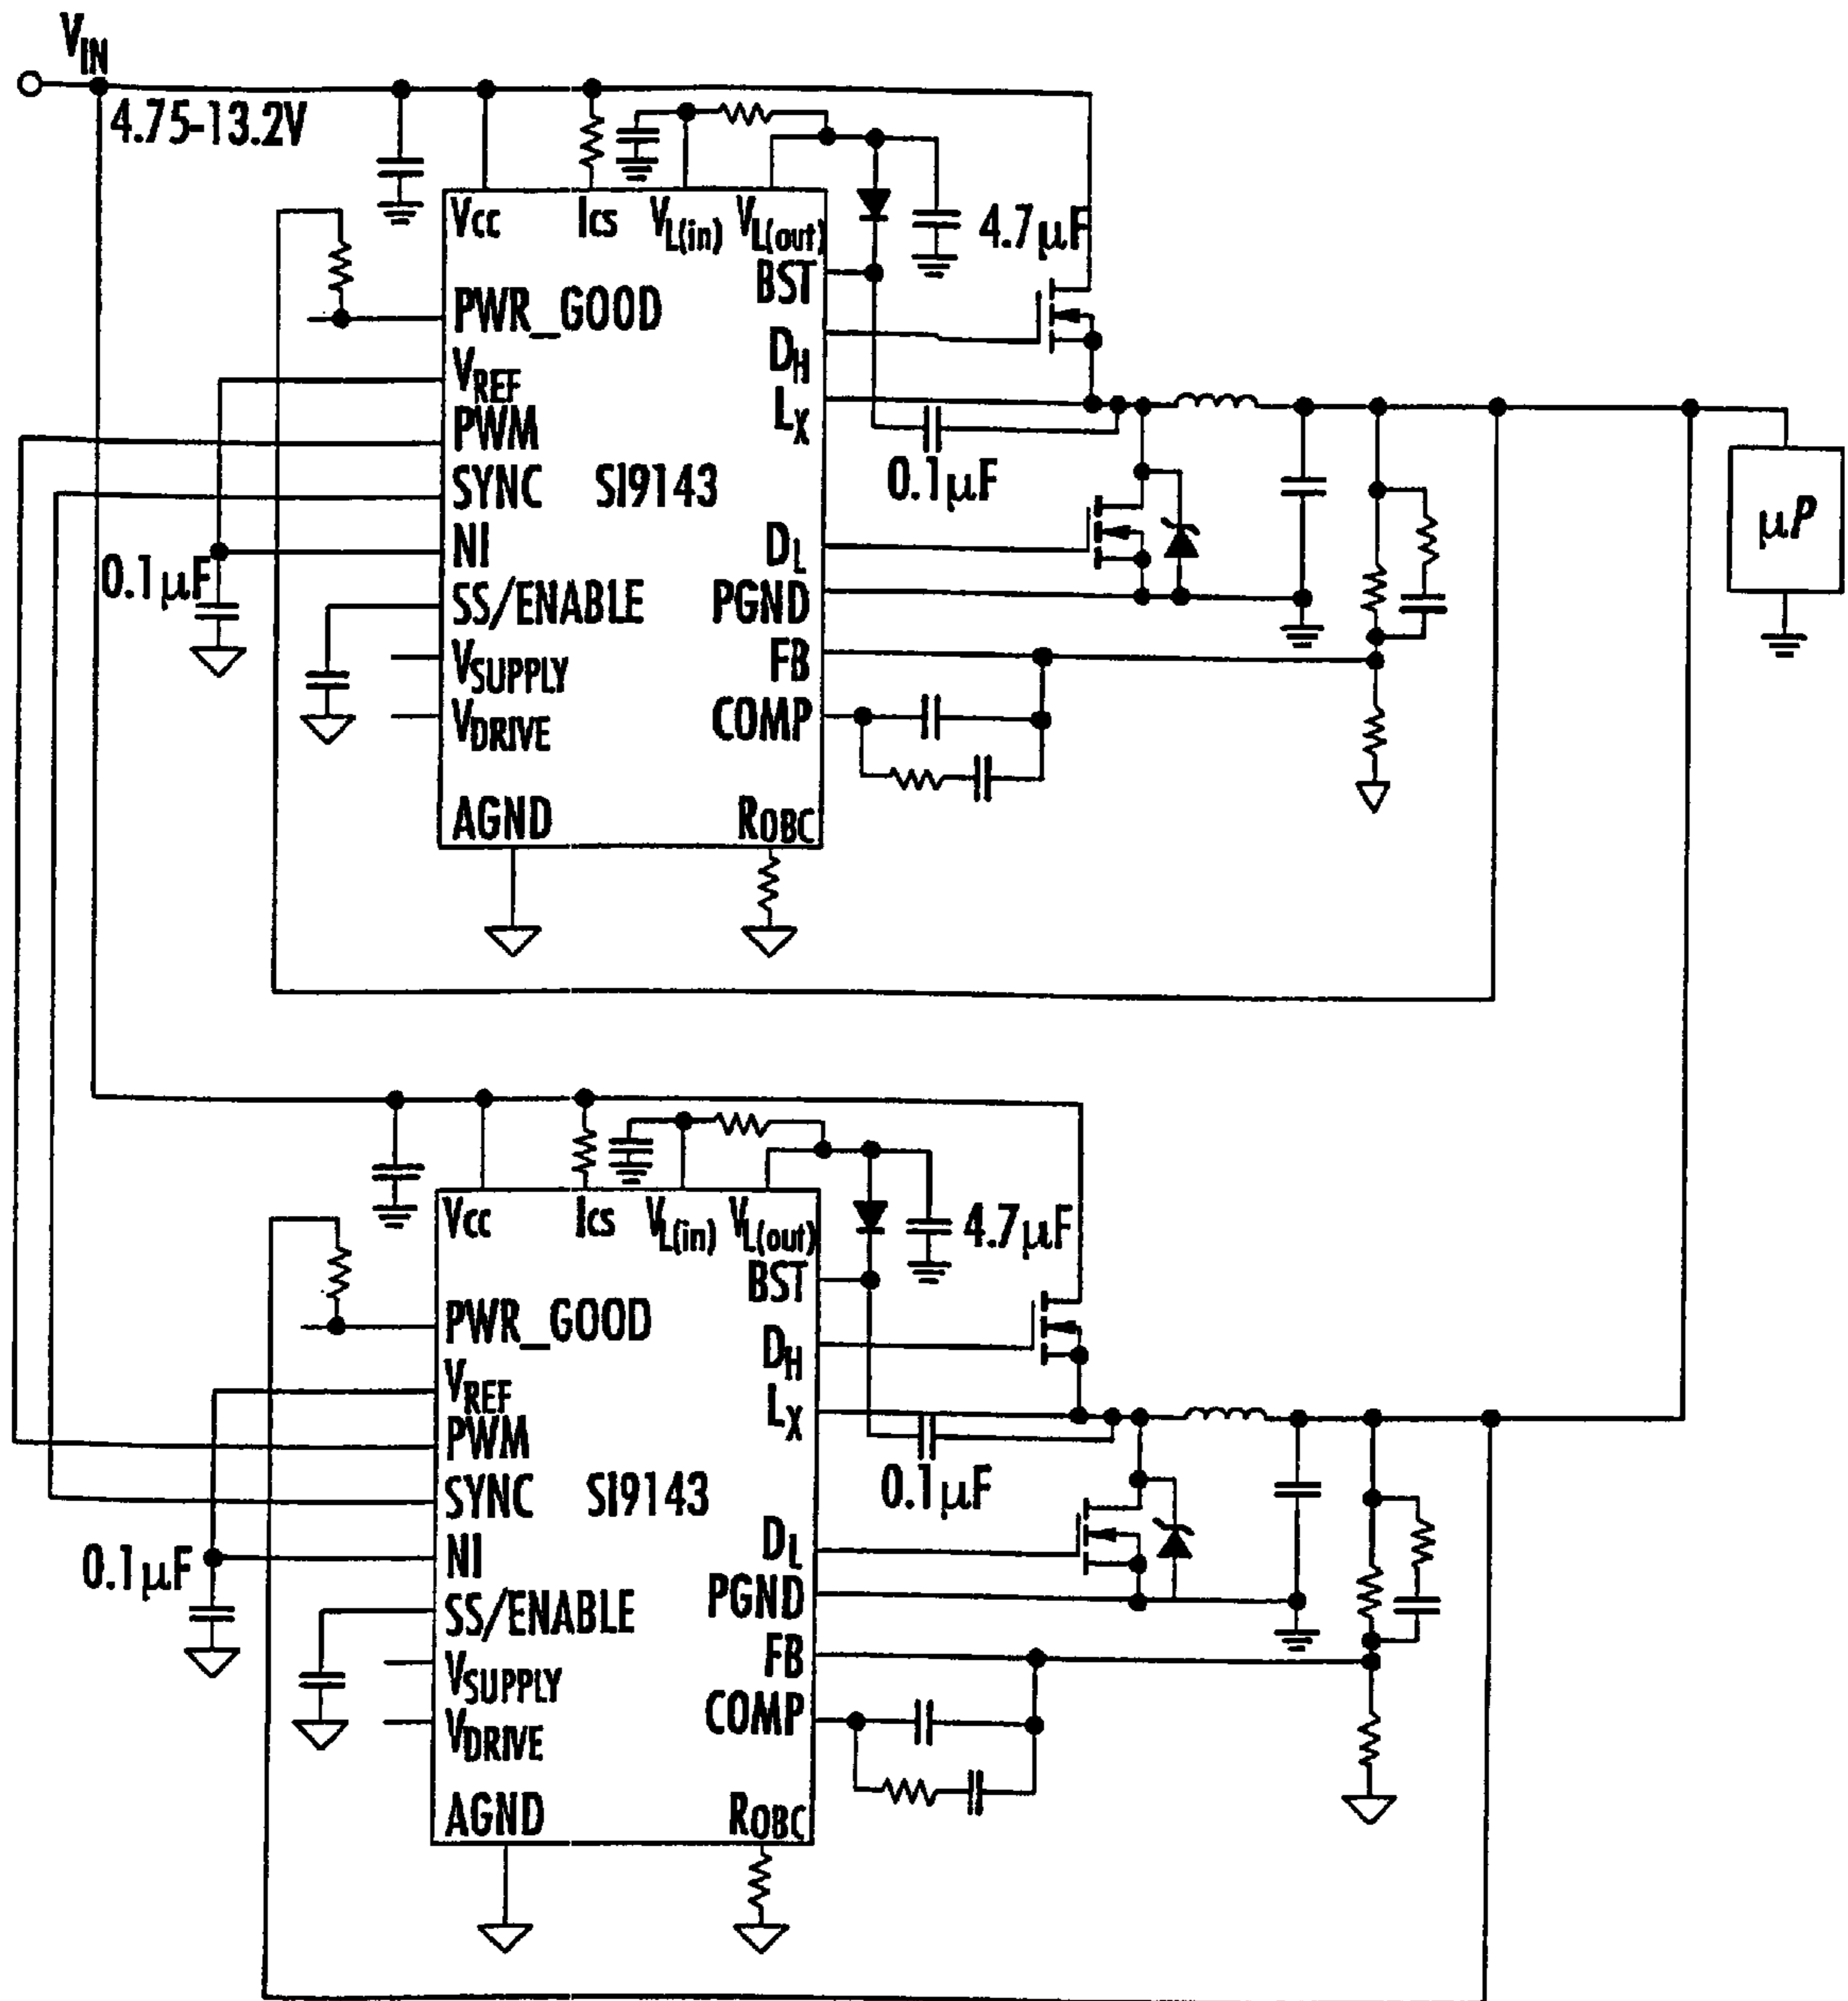 VIN
4.75-13.2V
Vcc Ics VL(in) VL(out)
4.7μF
BST
PWR_GOOD
DH
VREF
LX
PWM
SYNC SI9143
0.1μF
μP
NI
DL
0.1μF
SS/ENABLE PGND
VSUPPLY FB
VDRIVE COMP
AGND ROBC
Vcc Ics VL(in) VL(out)
4.7μF
BST
PWR_GOOD
DH
VREF
LX
PWM
SYNC SI9143
0.1μF
NI
DL
0.1μF
SS/ENABLE PGND
VSUPPLY FB
VDRIVE COMP
AGND ROBC